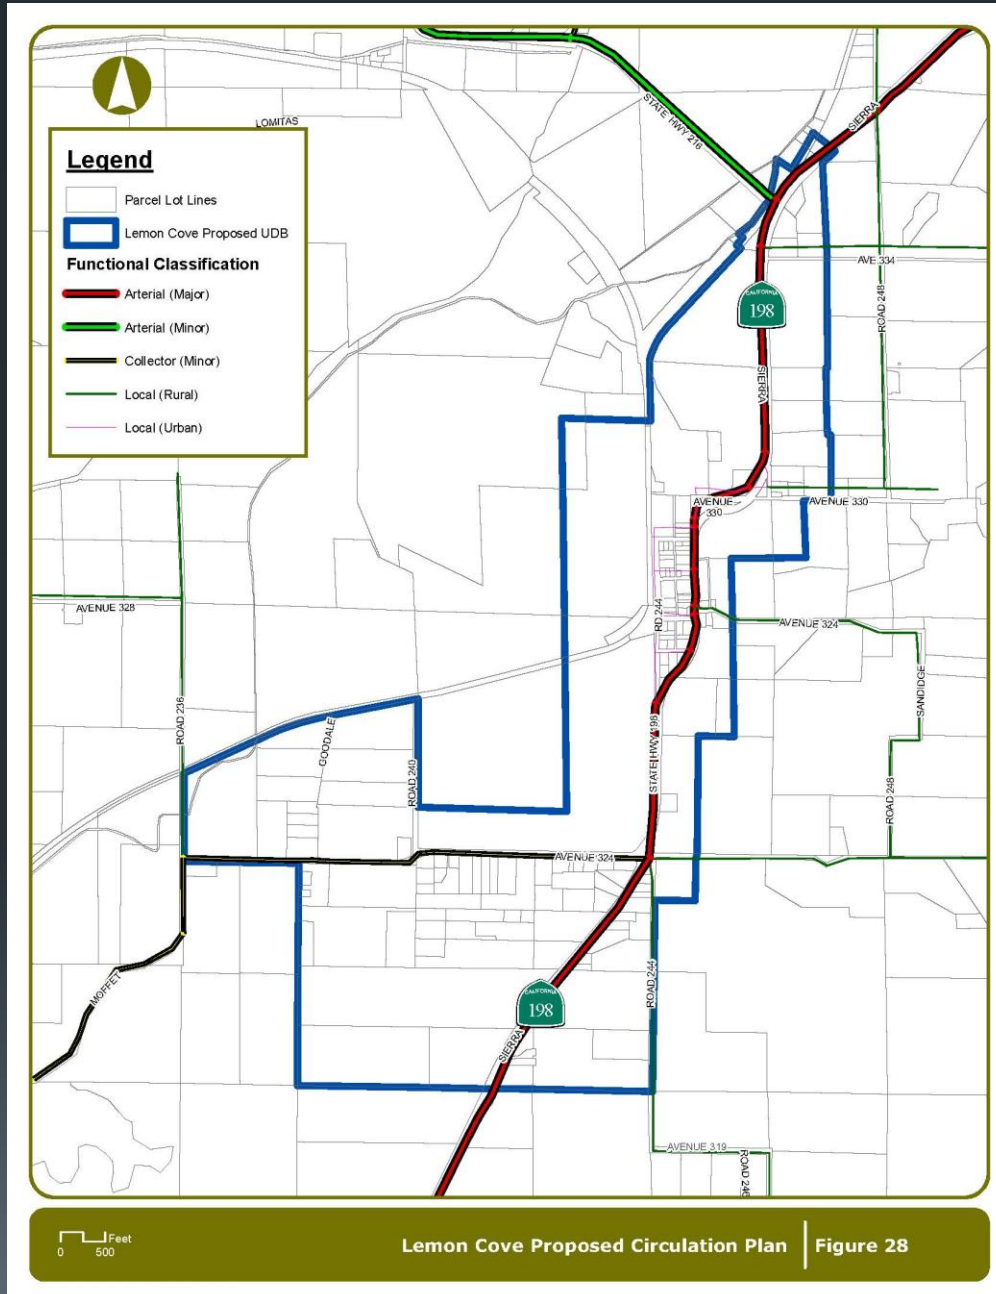 STATE HWY 216
SIERRA
LOMITAS
Legend
Parcel Lot Lines
Lemon Cove Proposed UDB
Functional Classification
Arterial (Major)
Arterial (Minor)
Collector (Minor)
Local (Rural)
Local (Urban)
AVE 334
ROAD 248
CALIFORNIA
198
SIERRA
AVENUE
330
AVENUE 330
AVENUE 328
RD 244
AVENUE 324
SANDIDGE
ROAD 236
GOODALE
ROAD 240
STATE HWY 198
ROAD 248
AVENUE 324
MOFFET
ROAD 244
CALIFORNIA
198
SIERRA
AVENUE 319
ROAD 246
Feet
0 500
Lemon Cove Proposed Circulation Plan
Figure 28